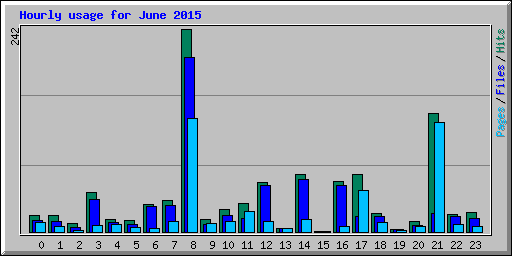 Hourly usage for June 2015
242
Pages/Files/Hits
0 1 2 3 4 5 6 7 8 9 10 11 12 13 14 15 16 17 18 19 20 21 22 23